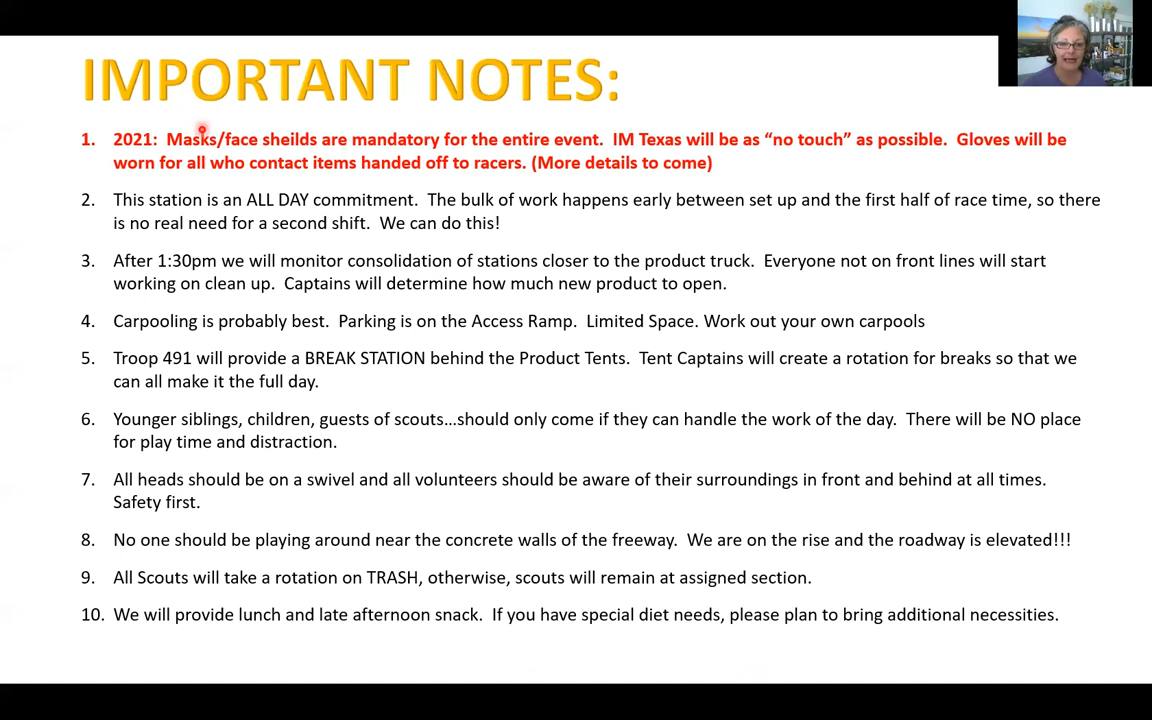 IMPORTANT NOTES:
1. 2021: Masks/face sheilds are mandatory for the entire event. IM Texas will be as “no touch” as possible. Gloves will be
worn for all who contact items handed off to racers. (More details to come)
2. This station is an ALL DAY commitment. The bulk of work happens early between set up and the first half of race time, so there
is no real need for a second shift. We can do this!
3. After 1:30pm we will monitor consolidation of stations closer to the product truck. Everyone not on front lines will start
working on clean up. Captains will determine how much new product to open.
4. Carpooling is probably best. Parking is on the Access Ramp. Limited Space. Work out your own carpools
5. Troop 491 will provide a BREAK STATION behind the Product Tents. Tent Captains will create a rotation for breaks so that we
can all make it the full day.
6. Younger siblings, children, guests of scouts…should only come if they can handle the work of the day. There will be NO place
for play time and distraction.
7. All heads should be on a swivel and all volunteers should be aware of their surroundings in front and behind at all times.
Safety first.
8. No one should be playing around near the concrete walls of the freeway. We are on the rise and the roadway is elevated!!!
9. All Scouts will take a rotation on TRASH, otherwise, scouts will remain at assigned section.
10. We will provide lunch and late afternoon snack. If you have special diet needs, please plan to bring additional necessities.